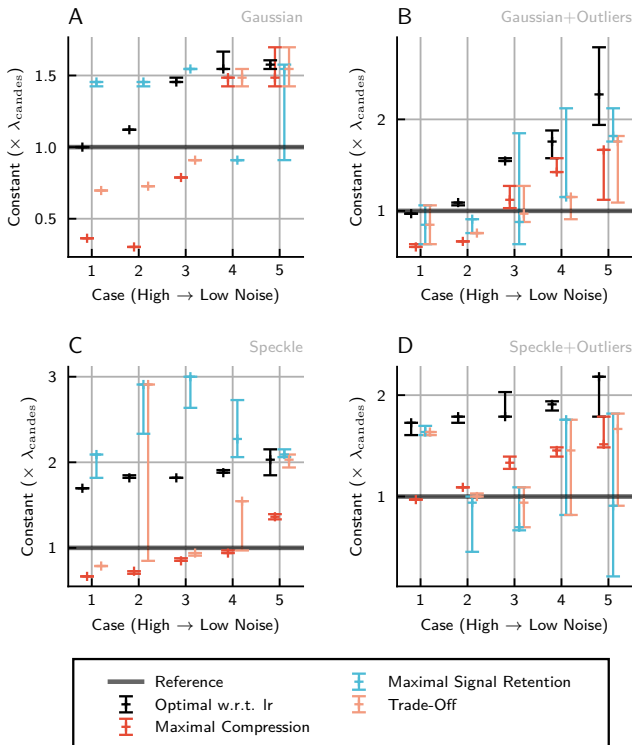 A Gaussian
Constant (× λcandes)
1.5
1.0
0.5
1 2 3 4 5
Case (High → Low Noise)
B Gaussian+Outliers
Constant (× λcandes)
2
1
1 2 3 4 5
Case (High → Low Noise)
C Speckle
Constant (× λcandes)
3
2
1
1 2 3 4 5
Case (High → Low Noise)
D Speckle+Outliers
Constant (× λcandes)
2
1
1 2 3 4 5
Case (High → Low Noise)
Reference
Optimal w.r.t. lr
Maximal Compression
Maximal Signal Retention
Trade-Off